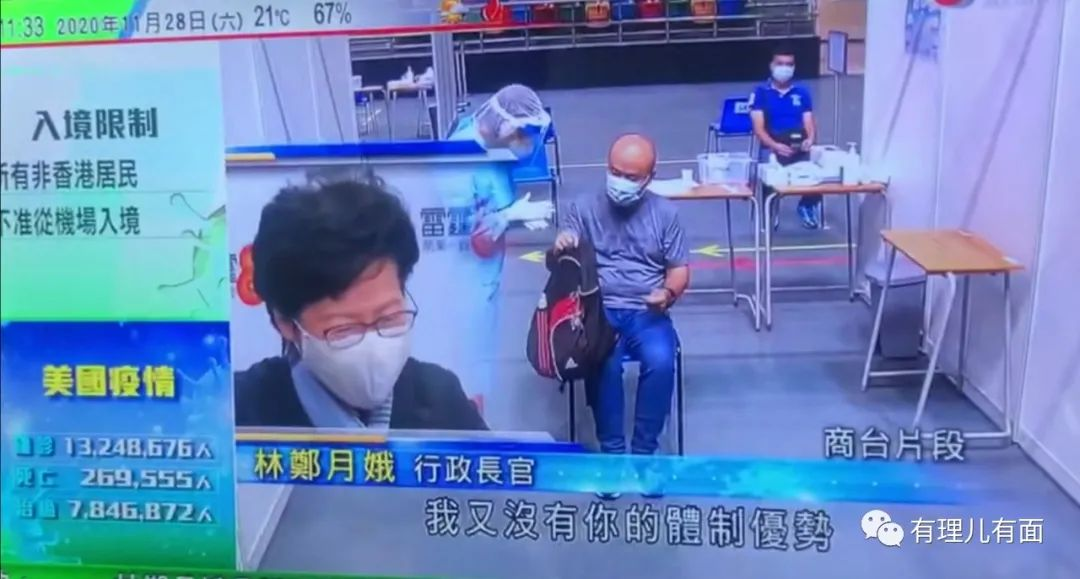 11:33 2020年11月28日(六) 21℃ 67%
入境限制
所有非香港居民
不准從機場入境
美國疫情
確診 13,248,676人
死亡 269,555人
治癒 7,846,872人
林鄭月娥 行政長官
商台片段
我又沒有你的體制優勢
有理儿有面